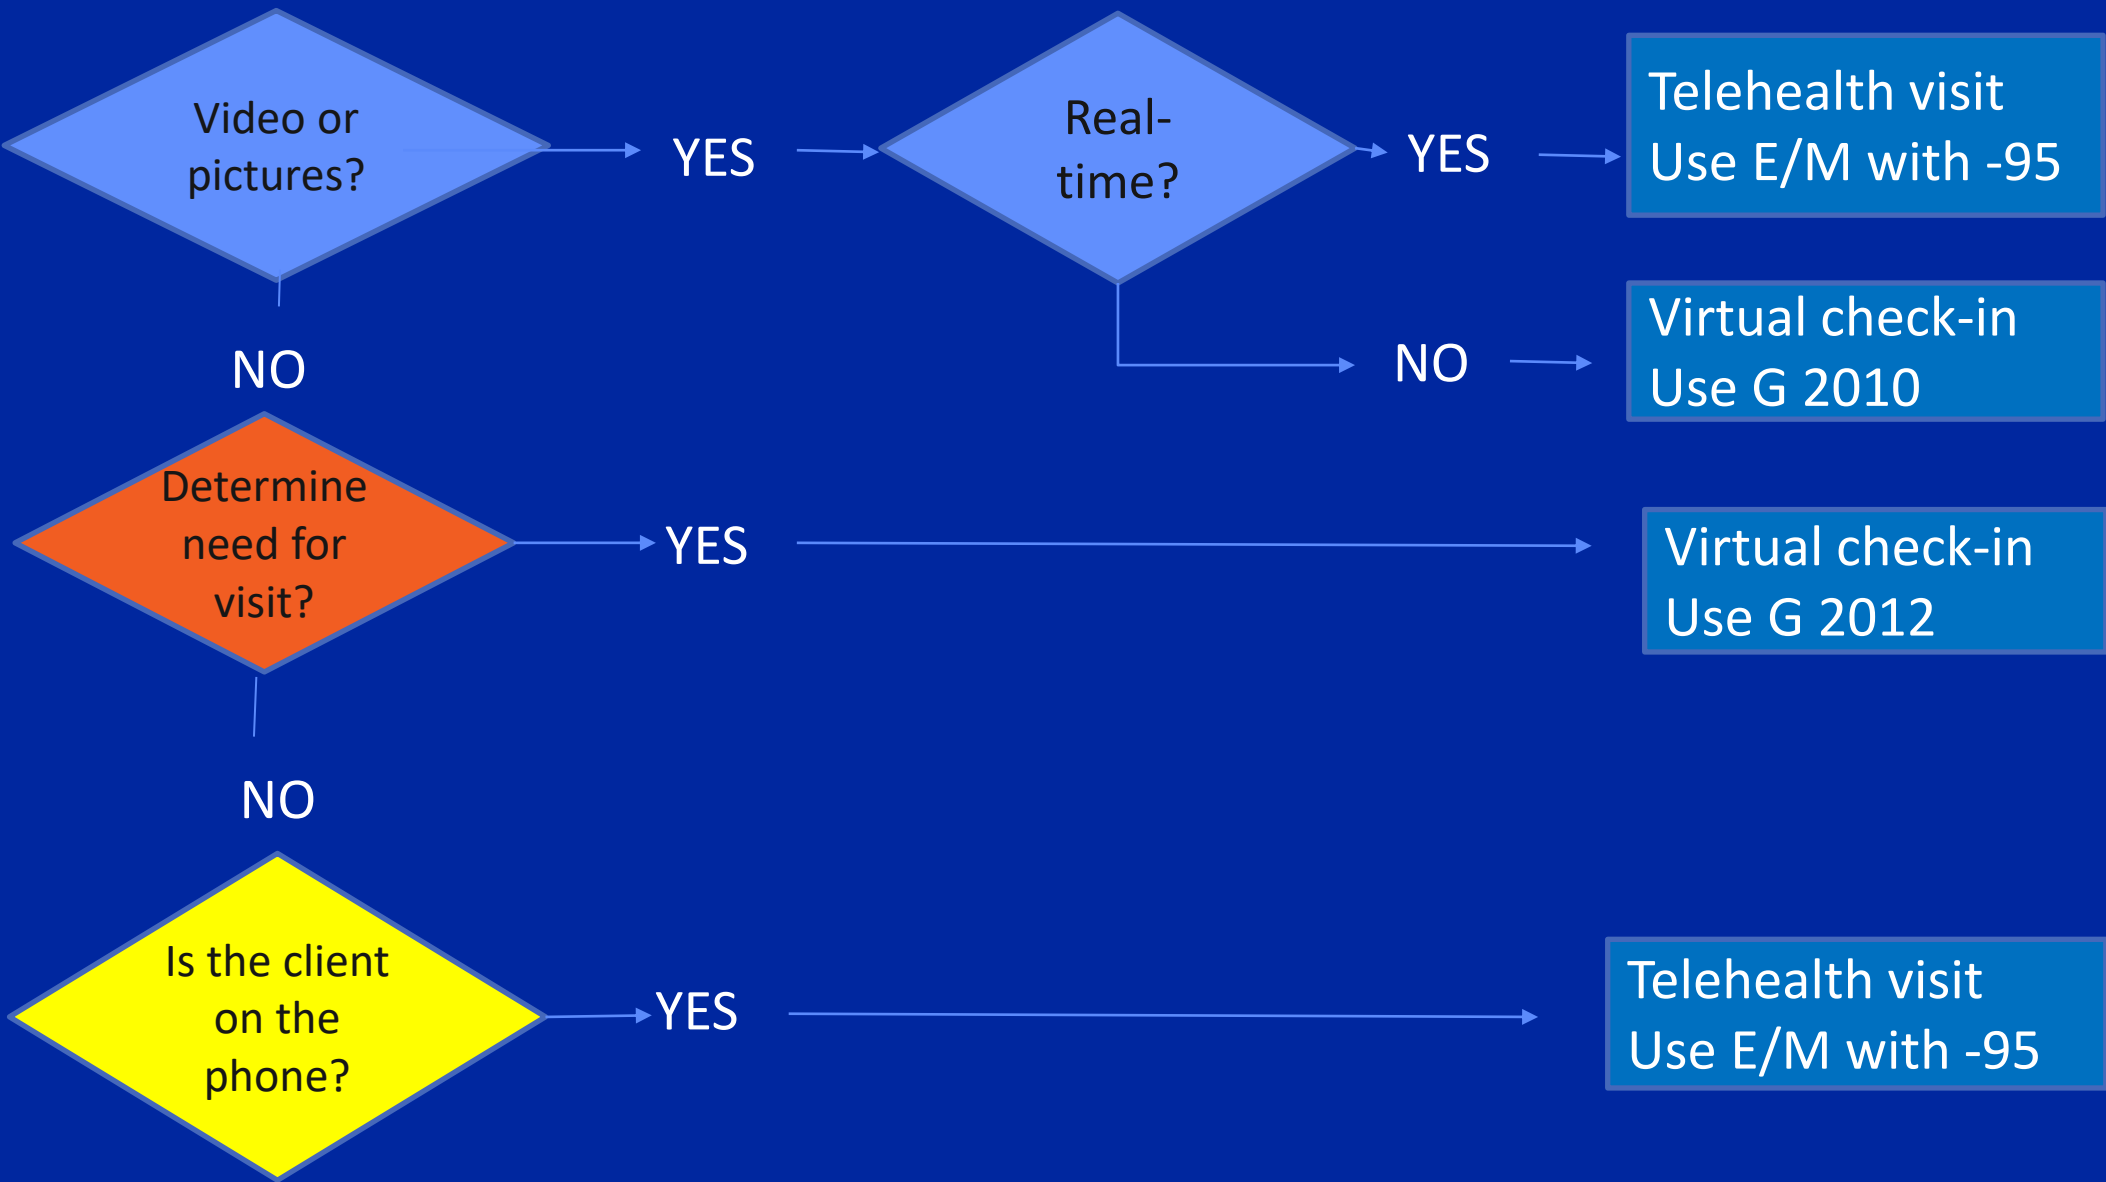 Video or
pictures?
YES
Real-
time?
YES
Telehealth visit
Use E/M with -95
NO
Virtual check-in
Use G 2010
NO
Determine
need for
visit?
YES
Virtual check-in
Use G 2012
NO
Is the client
on the
phone?
YES
Telehealth visit
Use E/M with -95